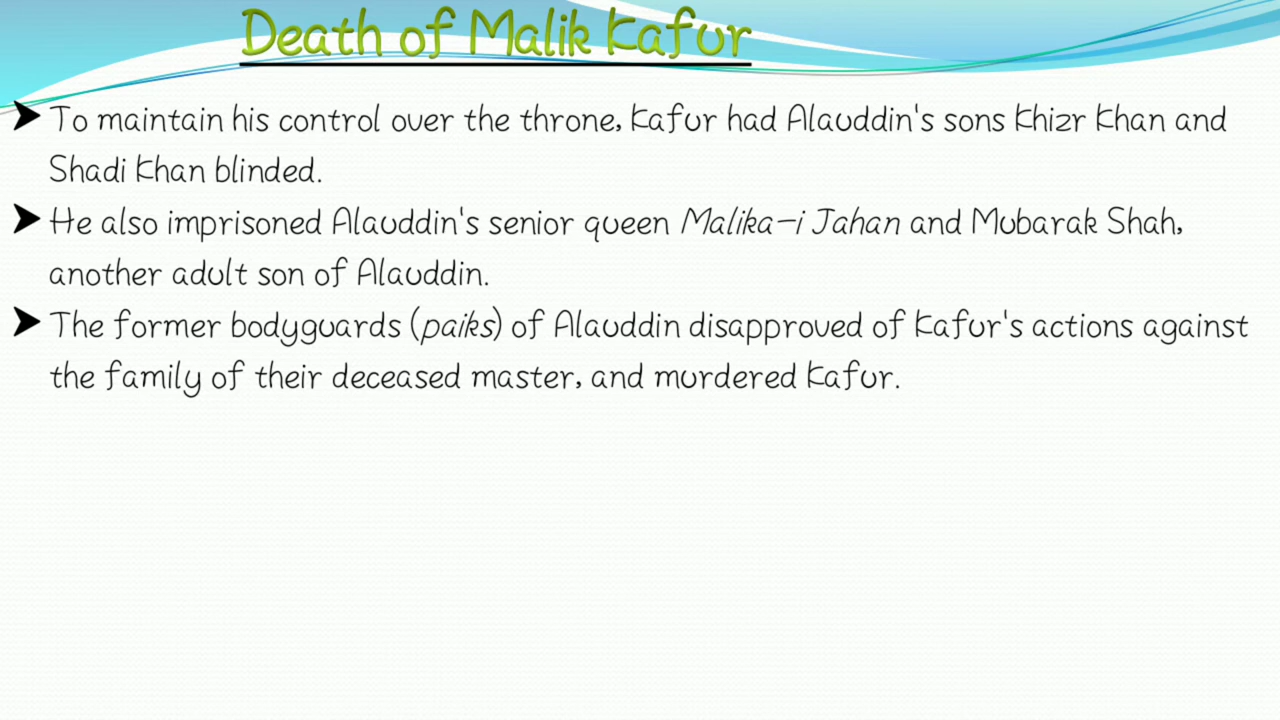 Death of Malik Kafur
➤ To maintain his control over the throne, Kafur had Alauddin's sons Khizr Khan and
Shadi Khan blinded.
➤ He also imprisoned Alauddin's senior queen Malika-i Jahan and Mubarak Shah,
another adult son of Alauddin.
➤ The former bodyguards (paiks) of Alauddin disapproved of Kafur's actions against
the family of their deceased master, and murdered Kafur.